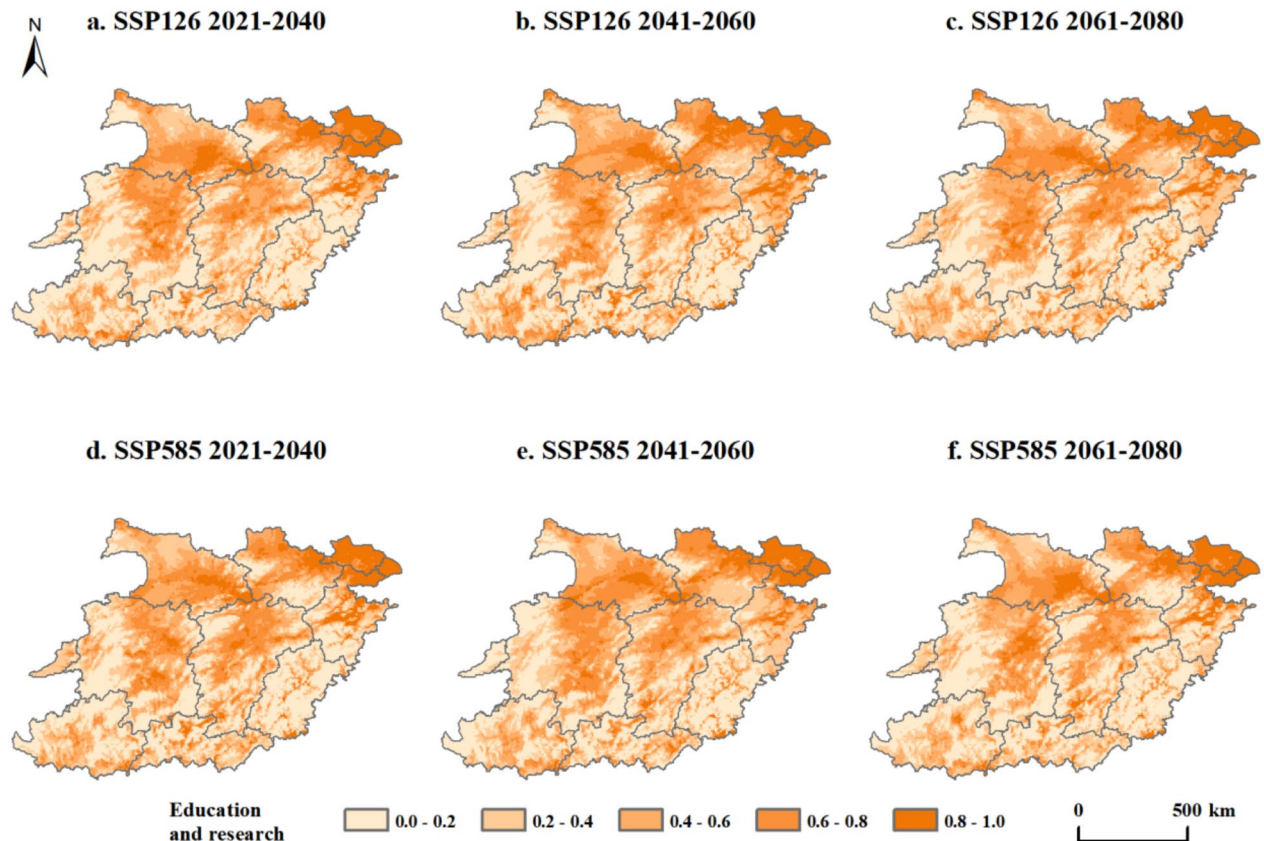 N
a. SSP126 2021-2040
b. SSP126 2041-2060
c. SSP126 2061-2080
d. SSP585 2021-2040
e. SSP585 2041-2060
f. SSP585 2061-2080
Education
and research
0.0 - 0.2
0.2 - 0.4
0.4 - 0.6
0.6 - 0.8
0.8 - 1.0
0 500 km